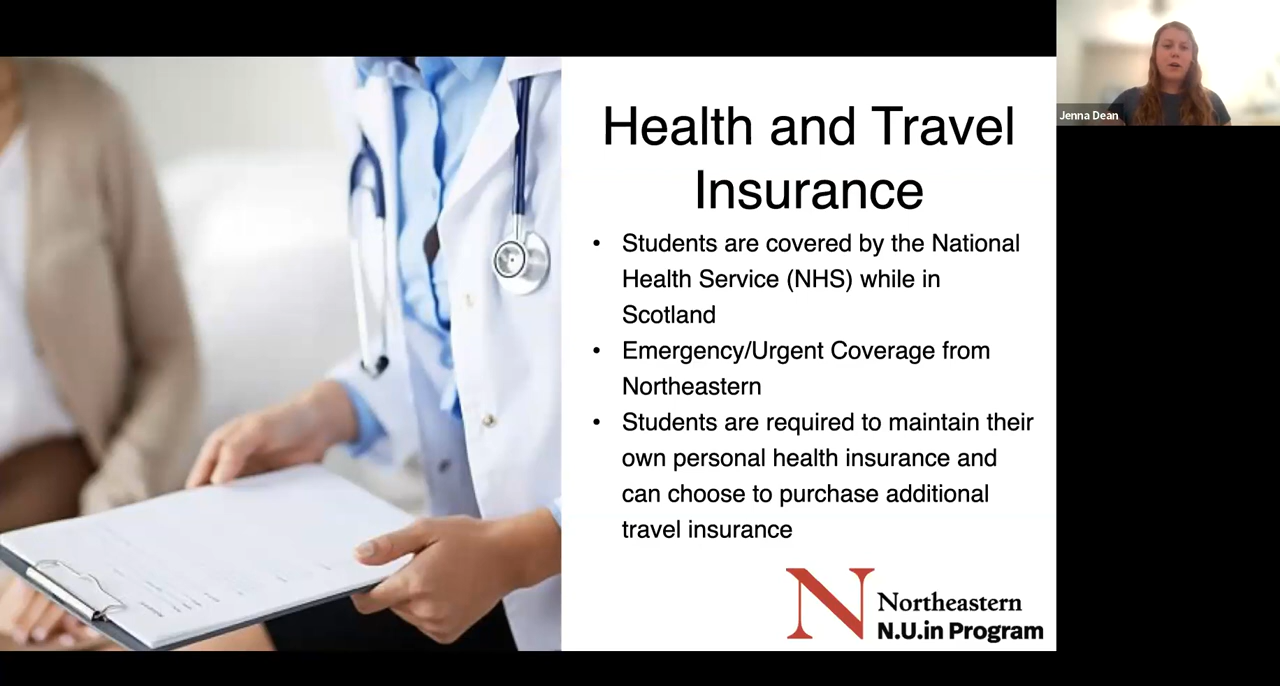 Health and Travel
Insurance
• Students are covered by the National
Health Service (NHS) while in
Scotland
• Emergency/Urgent Coverage from
Northeastern
• Students are required to maintain their
own personal health insurance and
can choose to purchase additional
travel insurance
N Northeastern
N.U.in Program
Jenna Dean